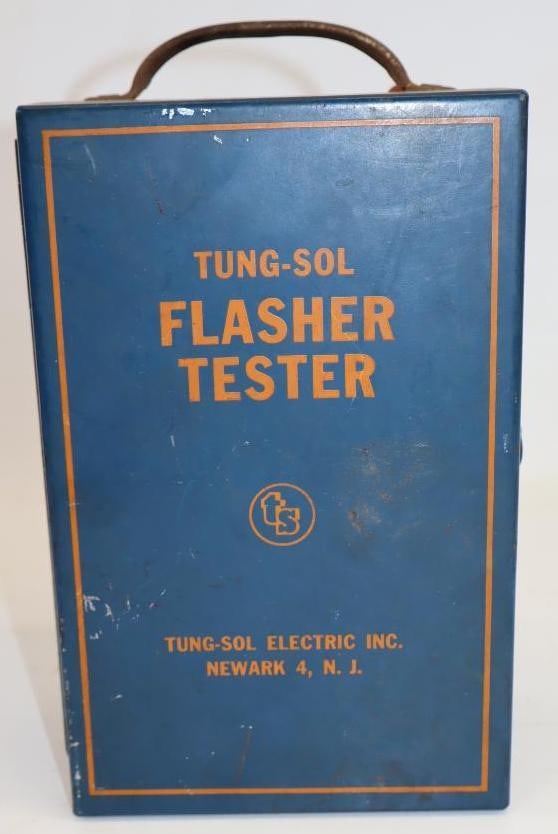 TUNG-SOL
FLASHER
TESTER
ts
TUNG-SOL ELECTRIC INC.
NEWARK 4, N. J.